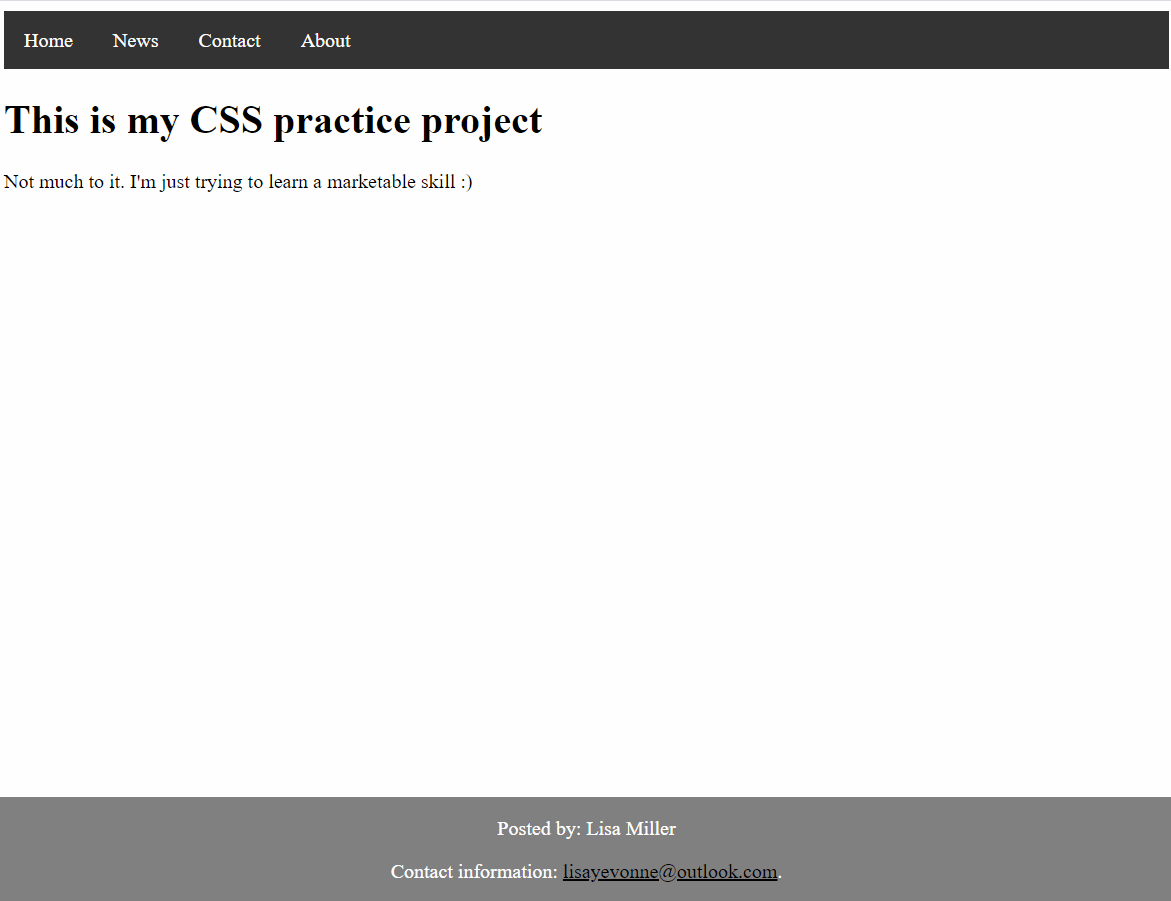 Home News Contact About
This is my CSS practice project
Not much to it. I'm just trying to learn a marketable skill :)
Posted by: Lisa Miller
Contact information: lisayevonne@outlook.com.